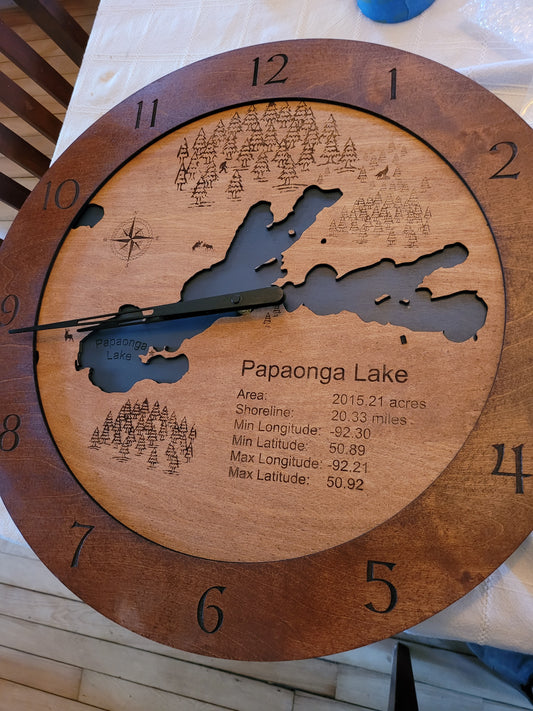 12
1
2
4
5
6
7
8
9
10
11
Papaonga
Lake
Papaonga Lake
Area: 2015.21 acres
Shoreline: 20.33 miles
Min Longitude: -92.30
Min Latitude: 50.89
Max Longitude: -92.21
Max Latitude: 50.92